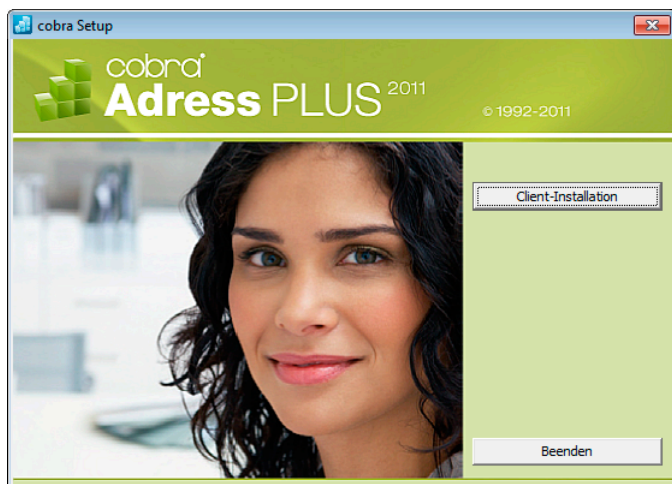 cobra Setup
cobra®
Adress PLUS 2011
© 1992-2011
Client-Installation
Beenden